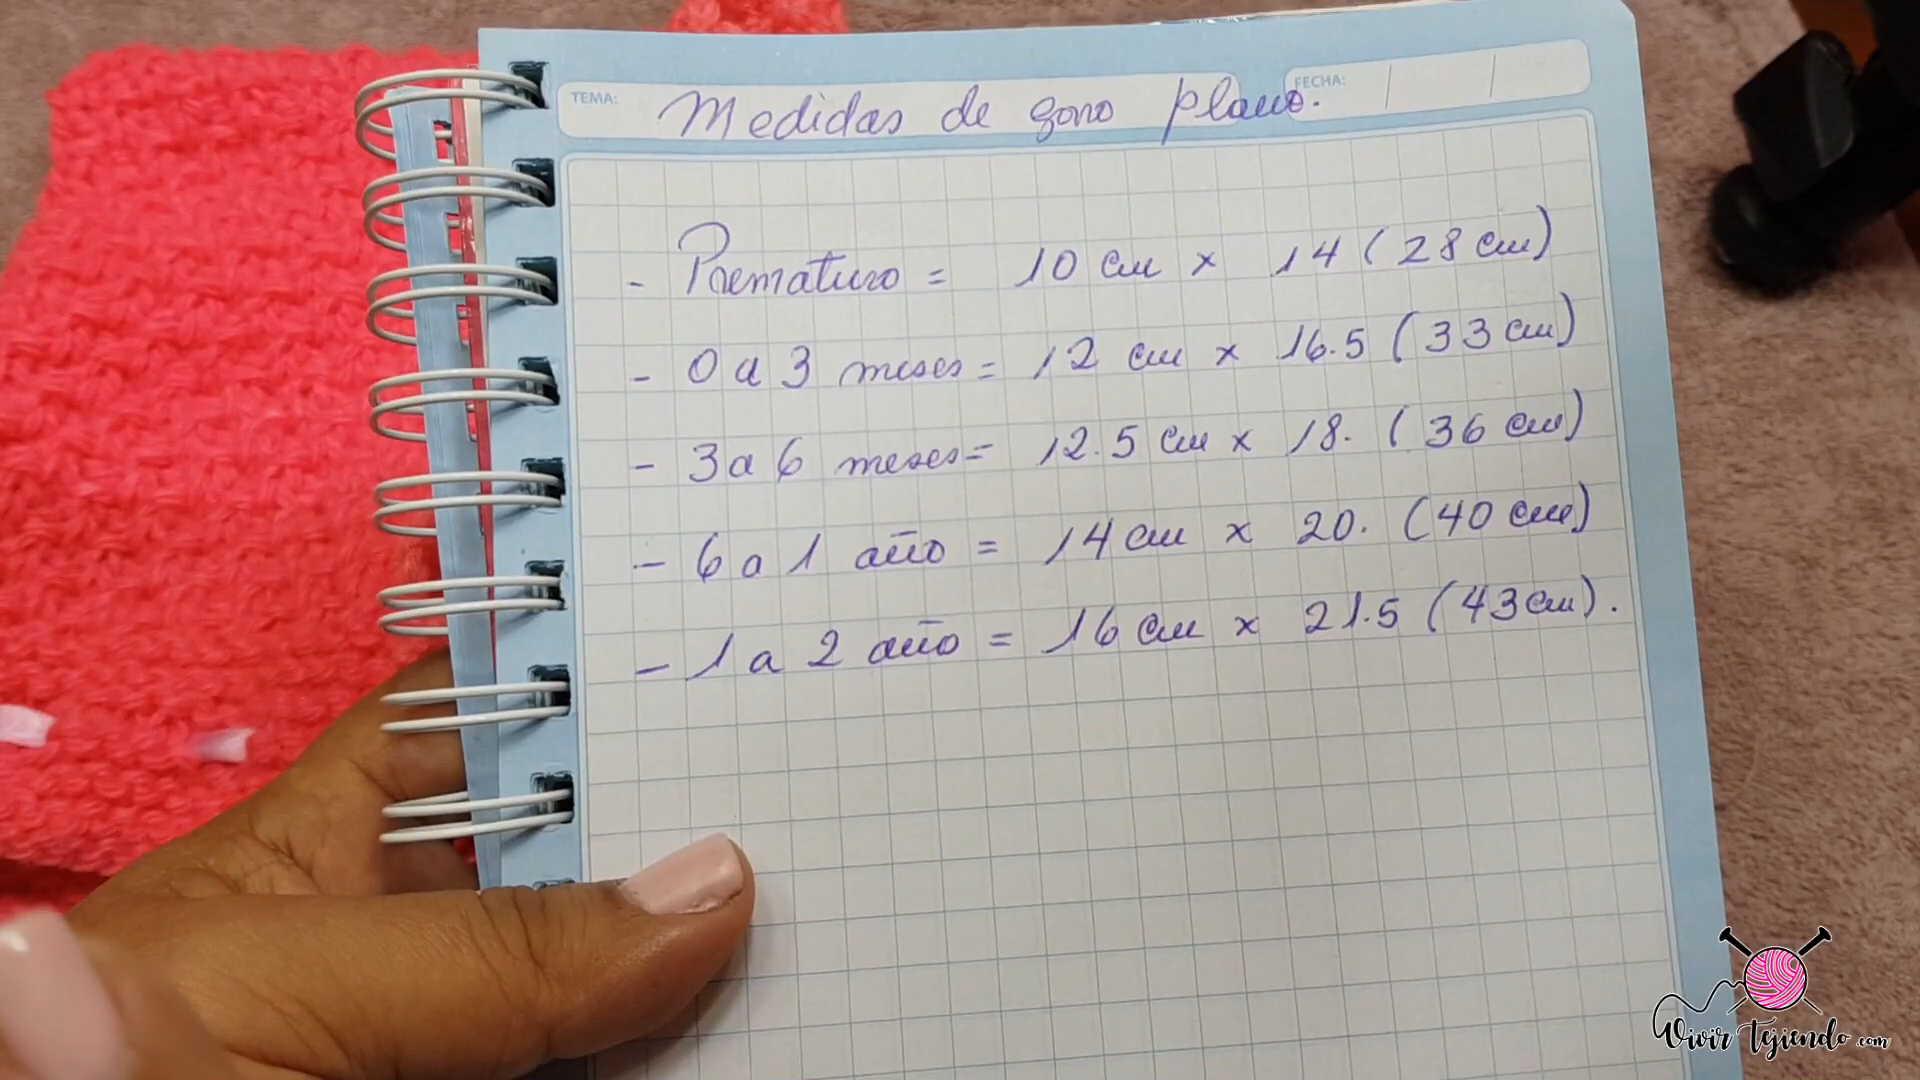 TEMA:
FECHA:
Medidas de gorro plano.
- Prematuro = 10 cm x 14 (28 cm)
- 0 a 3 meses = 12 cm x 16.5 (33 cm)
- 3 a 6 meses = 12.5 cm x 18. (36 cm)
- 6 a 1 año = 14 cm x 20. (40 cm)
- 1 a 2 año = 16 cm x 21.5 (43 cm).
Vivir Tejiendo.com